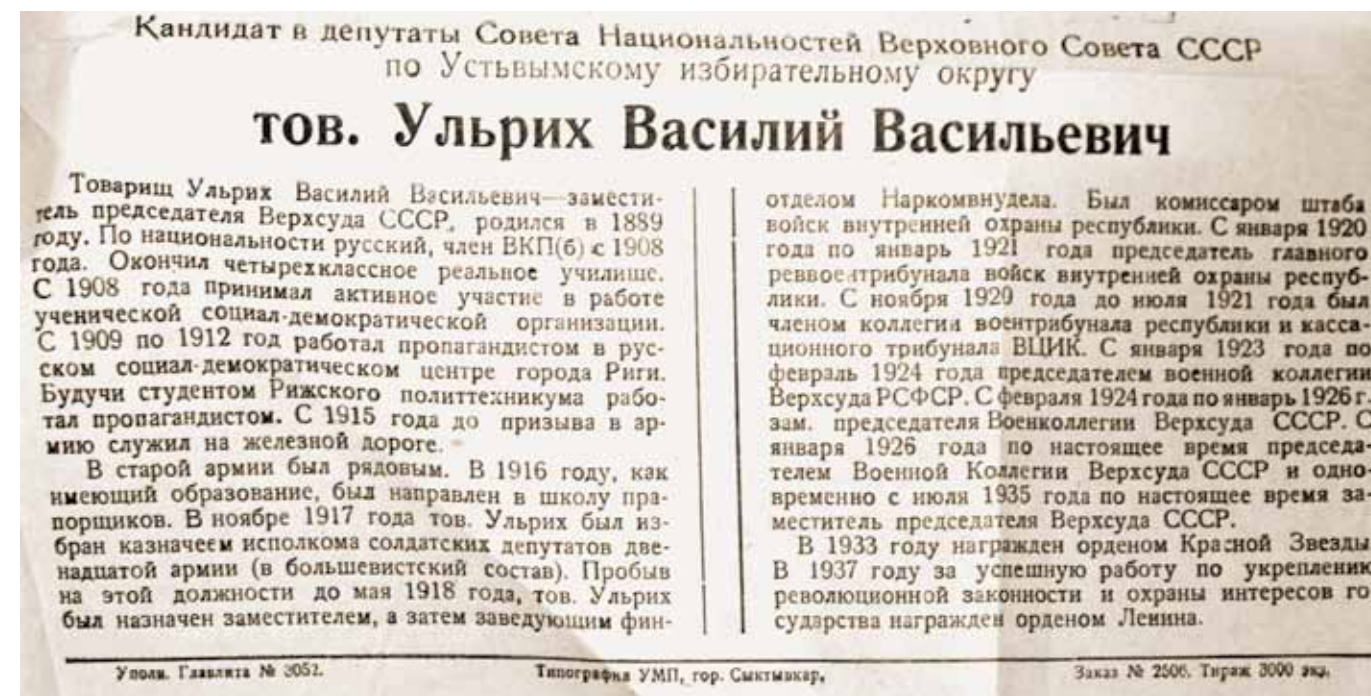 Кандидат в депутаты Совета Национальностей Верховного Совета СССР
по Устьвымскому избирательному округу
тов. Ульрих Василий Васильевич
Товарищ Ульрих Василий Васильевич—замести-
тель председателя Верхсуда СССР, родился в 1889
году. По национальности русский, член ВКП(б) с 1908
года. Окончил четырехклассное реальное училище.
С 1908 года принимал активное участие в работе
ученической социал-демократической организации.
С 1909 по 1912 год работал пропагандистом в рус-
ском социал-демократическом центре города Риги.
Будучи студентом Рижского политтехникума рабо-
тал пропагандистом. С 1915 года до призыва в ар-
мию служил на железной дороге.
В старой армии был рядовым. В 1916 году, как
имеющий образование, был направлен в школу пра-
порщиков. В ноябре 1917 года тов. Ульрих был из-
бран казначеем исполкома солдатских депутатов две-
надцатой армии (в большевистский состав). Пробыв
на этой должности до мая 1918 года, тов. Ульрих
был назначен заместителем, а затем заведующим фин-
отделом Наркомвнудела. Был комиссаром штаба
войск внутренней охраны республики. С января 1920
года по январь 1921 года председатель главного
реввоентрибунала войск внутренней охраны респуб-
лики. С ноября 1920 года до июля 1921 года был
членом коллегии воентрибунала республики и касса-
ционного трибунала ВЦИК. С января 1923 года по
февраль 1924 года председателем военной коллегии
Верхсуда РСФСР. С февраля 1924 года по январь 1926 г.
зам. председателя Военколлегии Верхсуда СССР. С
января 1926 года по настоящее время председа-
телем Военной Коллегии Верхсуда СССР и одно-
временно с июля 1935 года по настоящее время за-
меститель председателя Верхсуда СССР.
В 1933 году награжден орденом Красной Звезды
В 1937 году за успешную работу по укреплению
революционной законности и охраны интересов го
сударства награжден орденом Ленина.
Уполн. Главлита № 3052.
Типография УМП, гор. Сыктывкар,
Заказ № 2506. Тираж 3000 экз.